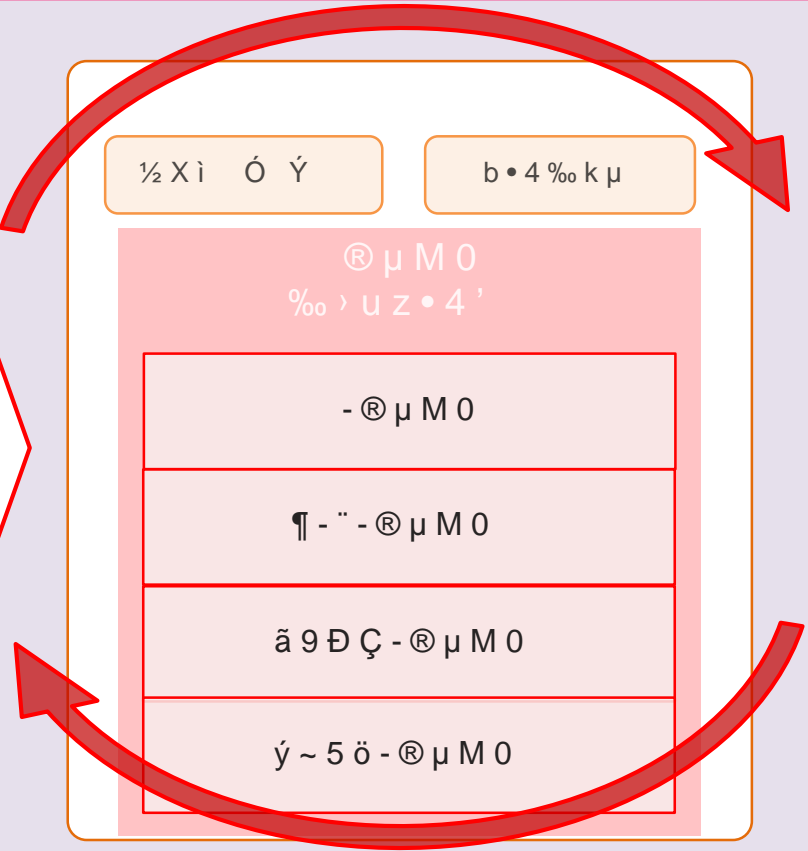 ½ X ì Ó Ý
b • 4 ‰ k µ
® µ M 0
‰ › u z • 4 ’
- ® µ M 0
¶ - ¨ - ® µ M 0
ã 9 Ð Ç - ® µ M 0
ý ~ 5 ö - ® µ M 0